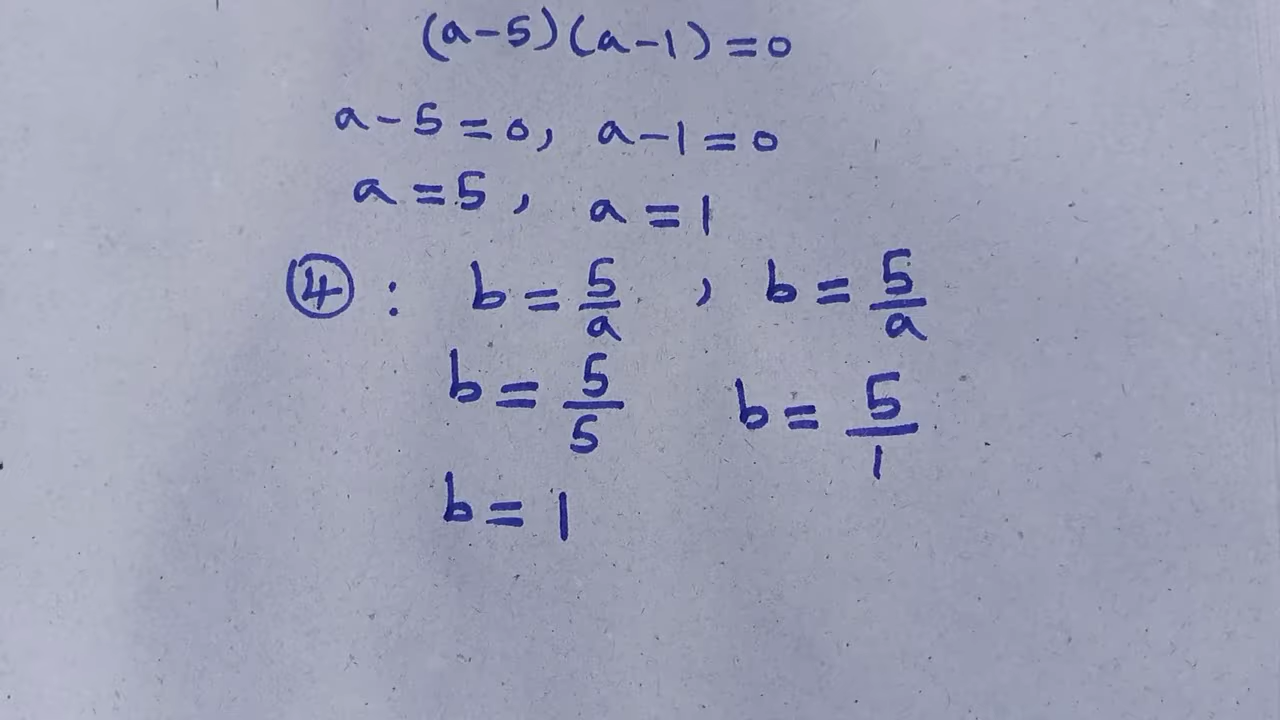 (a-5)(a-1)=0
a-5=0, a-1=0
a=5, a=1
④: b=5/a, b=5/a
b=5/5 b=5/1
b=1